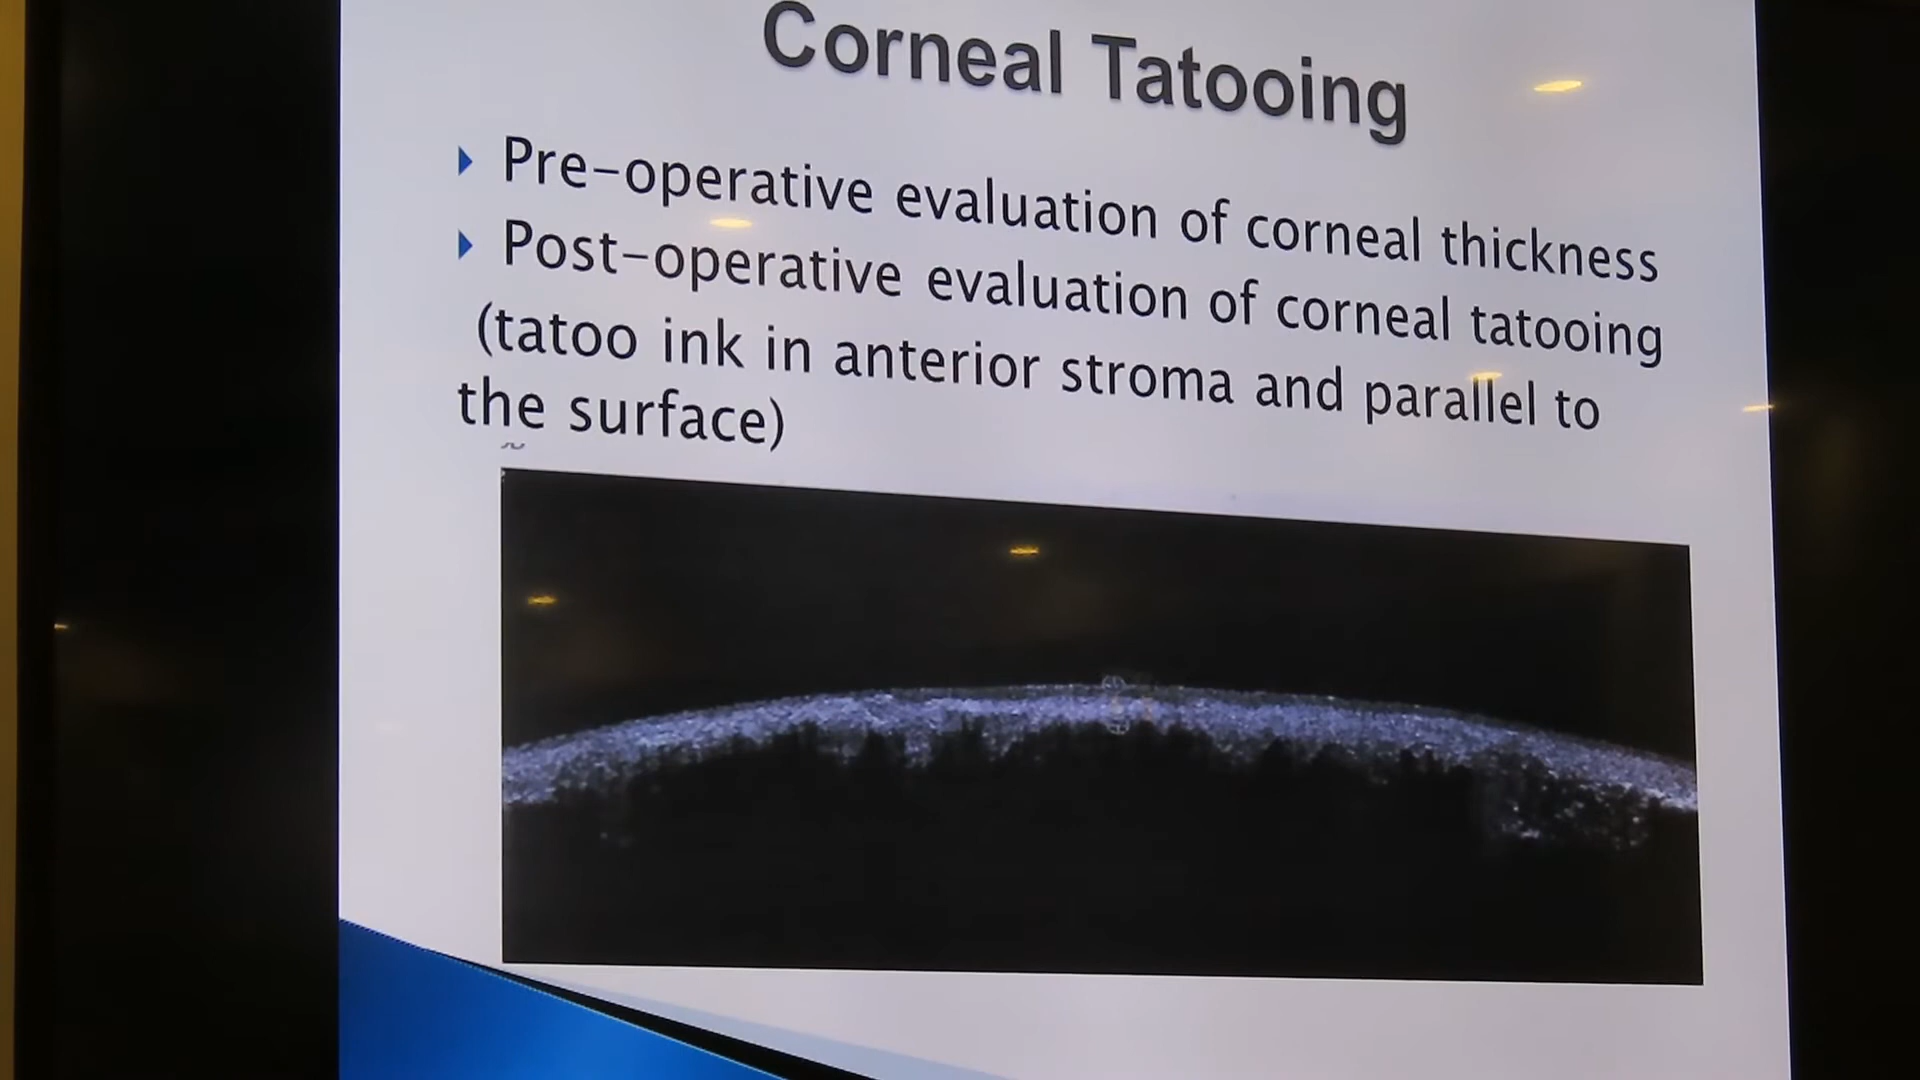 Corneal Tatooing
Pre-operative evaluation of corneal thickness
Post-operative evaluation of corneal tatooing
(tatoo ink in anterior stroma and parallel to
the surface)